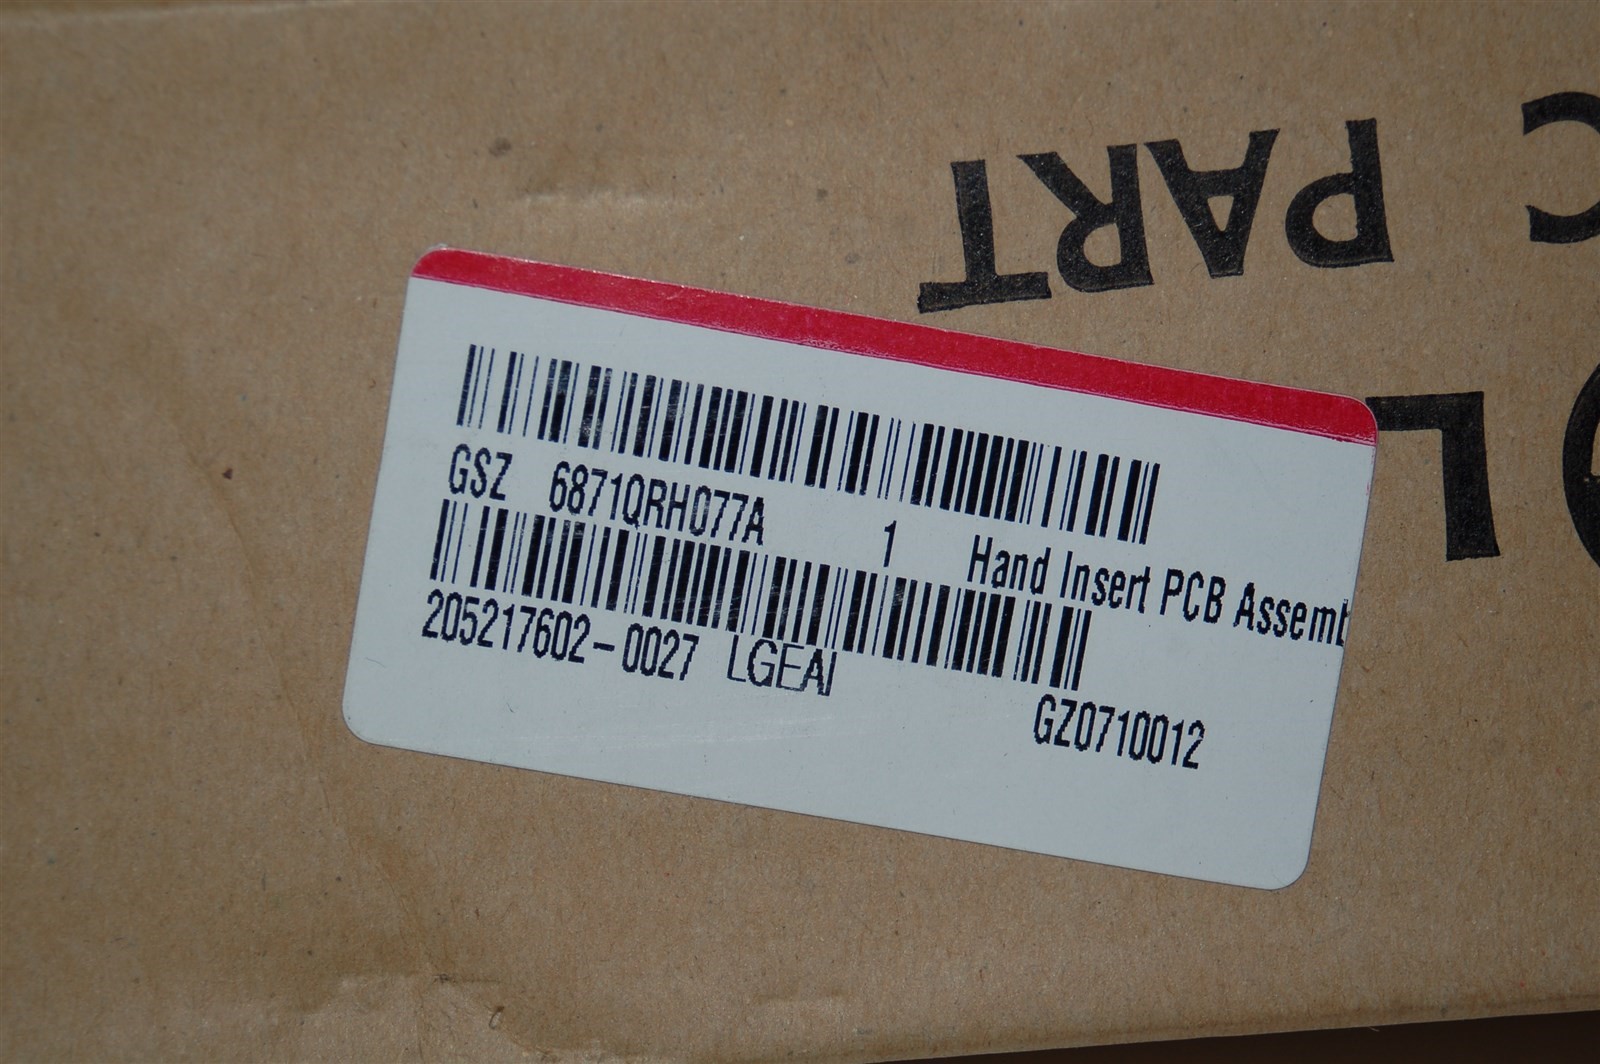 C PART
L
GSZ 6871QRH077A 1 Hand Insert PCB Assemb
205217602-0027 LGEAI
GZ0710012